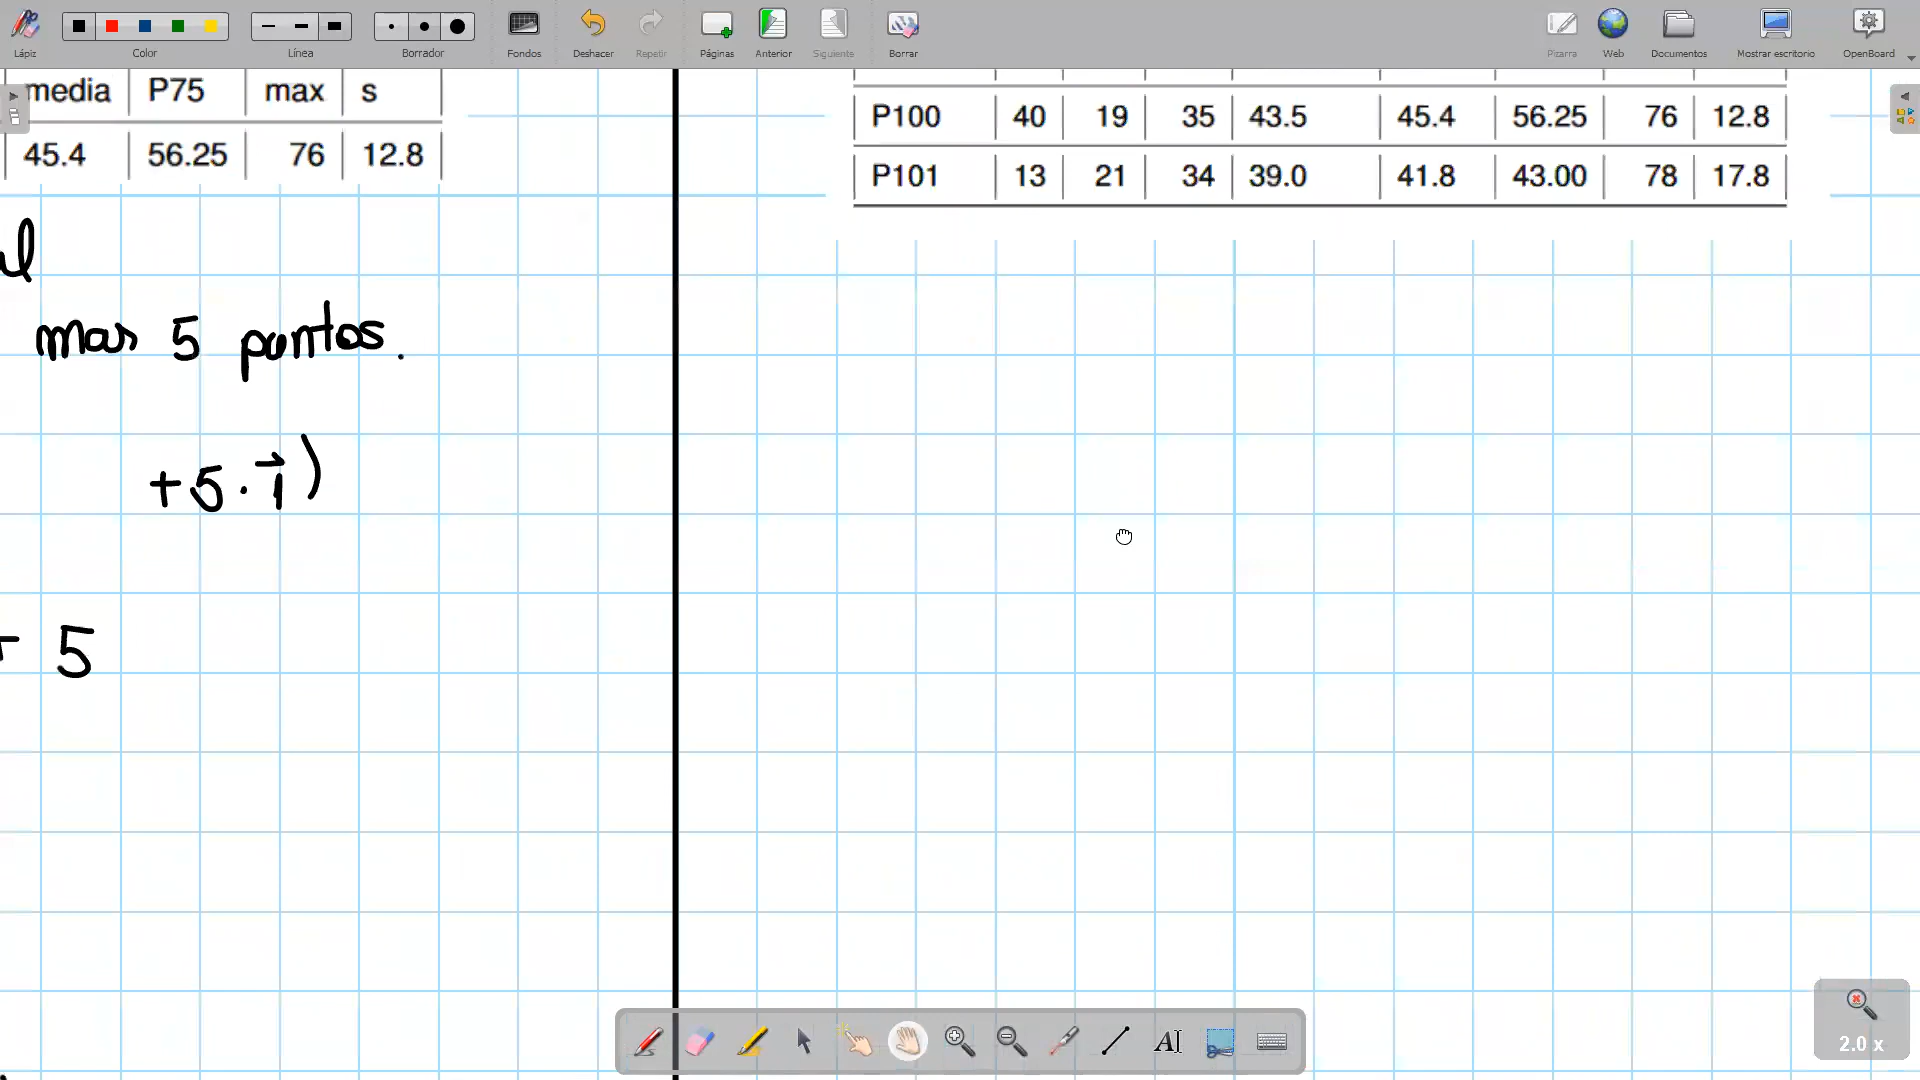 Lápiz
Color
Línea
Borrador
Fondos
Deshacer
Repetir
Páginas
Anterior
Siguiente
Borrar
Pizarra
Web
Documentos
Mostrar escritorio
OpenBoard
media P75 max s
45.4 56.25 76 12.8
mas 5 puntos.
+5.1)
+ 5
P100 40 19 35 43.5 45.4 56.25 76 12.8
P101 13 21 34 39.0 41.8 43.00 78 17.8
2.0 x